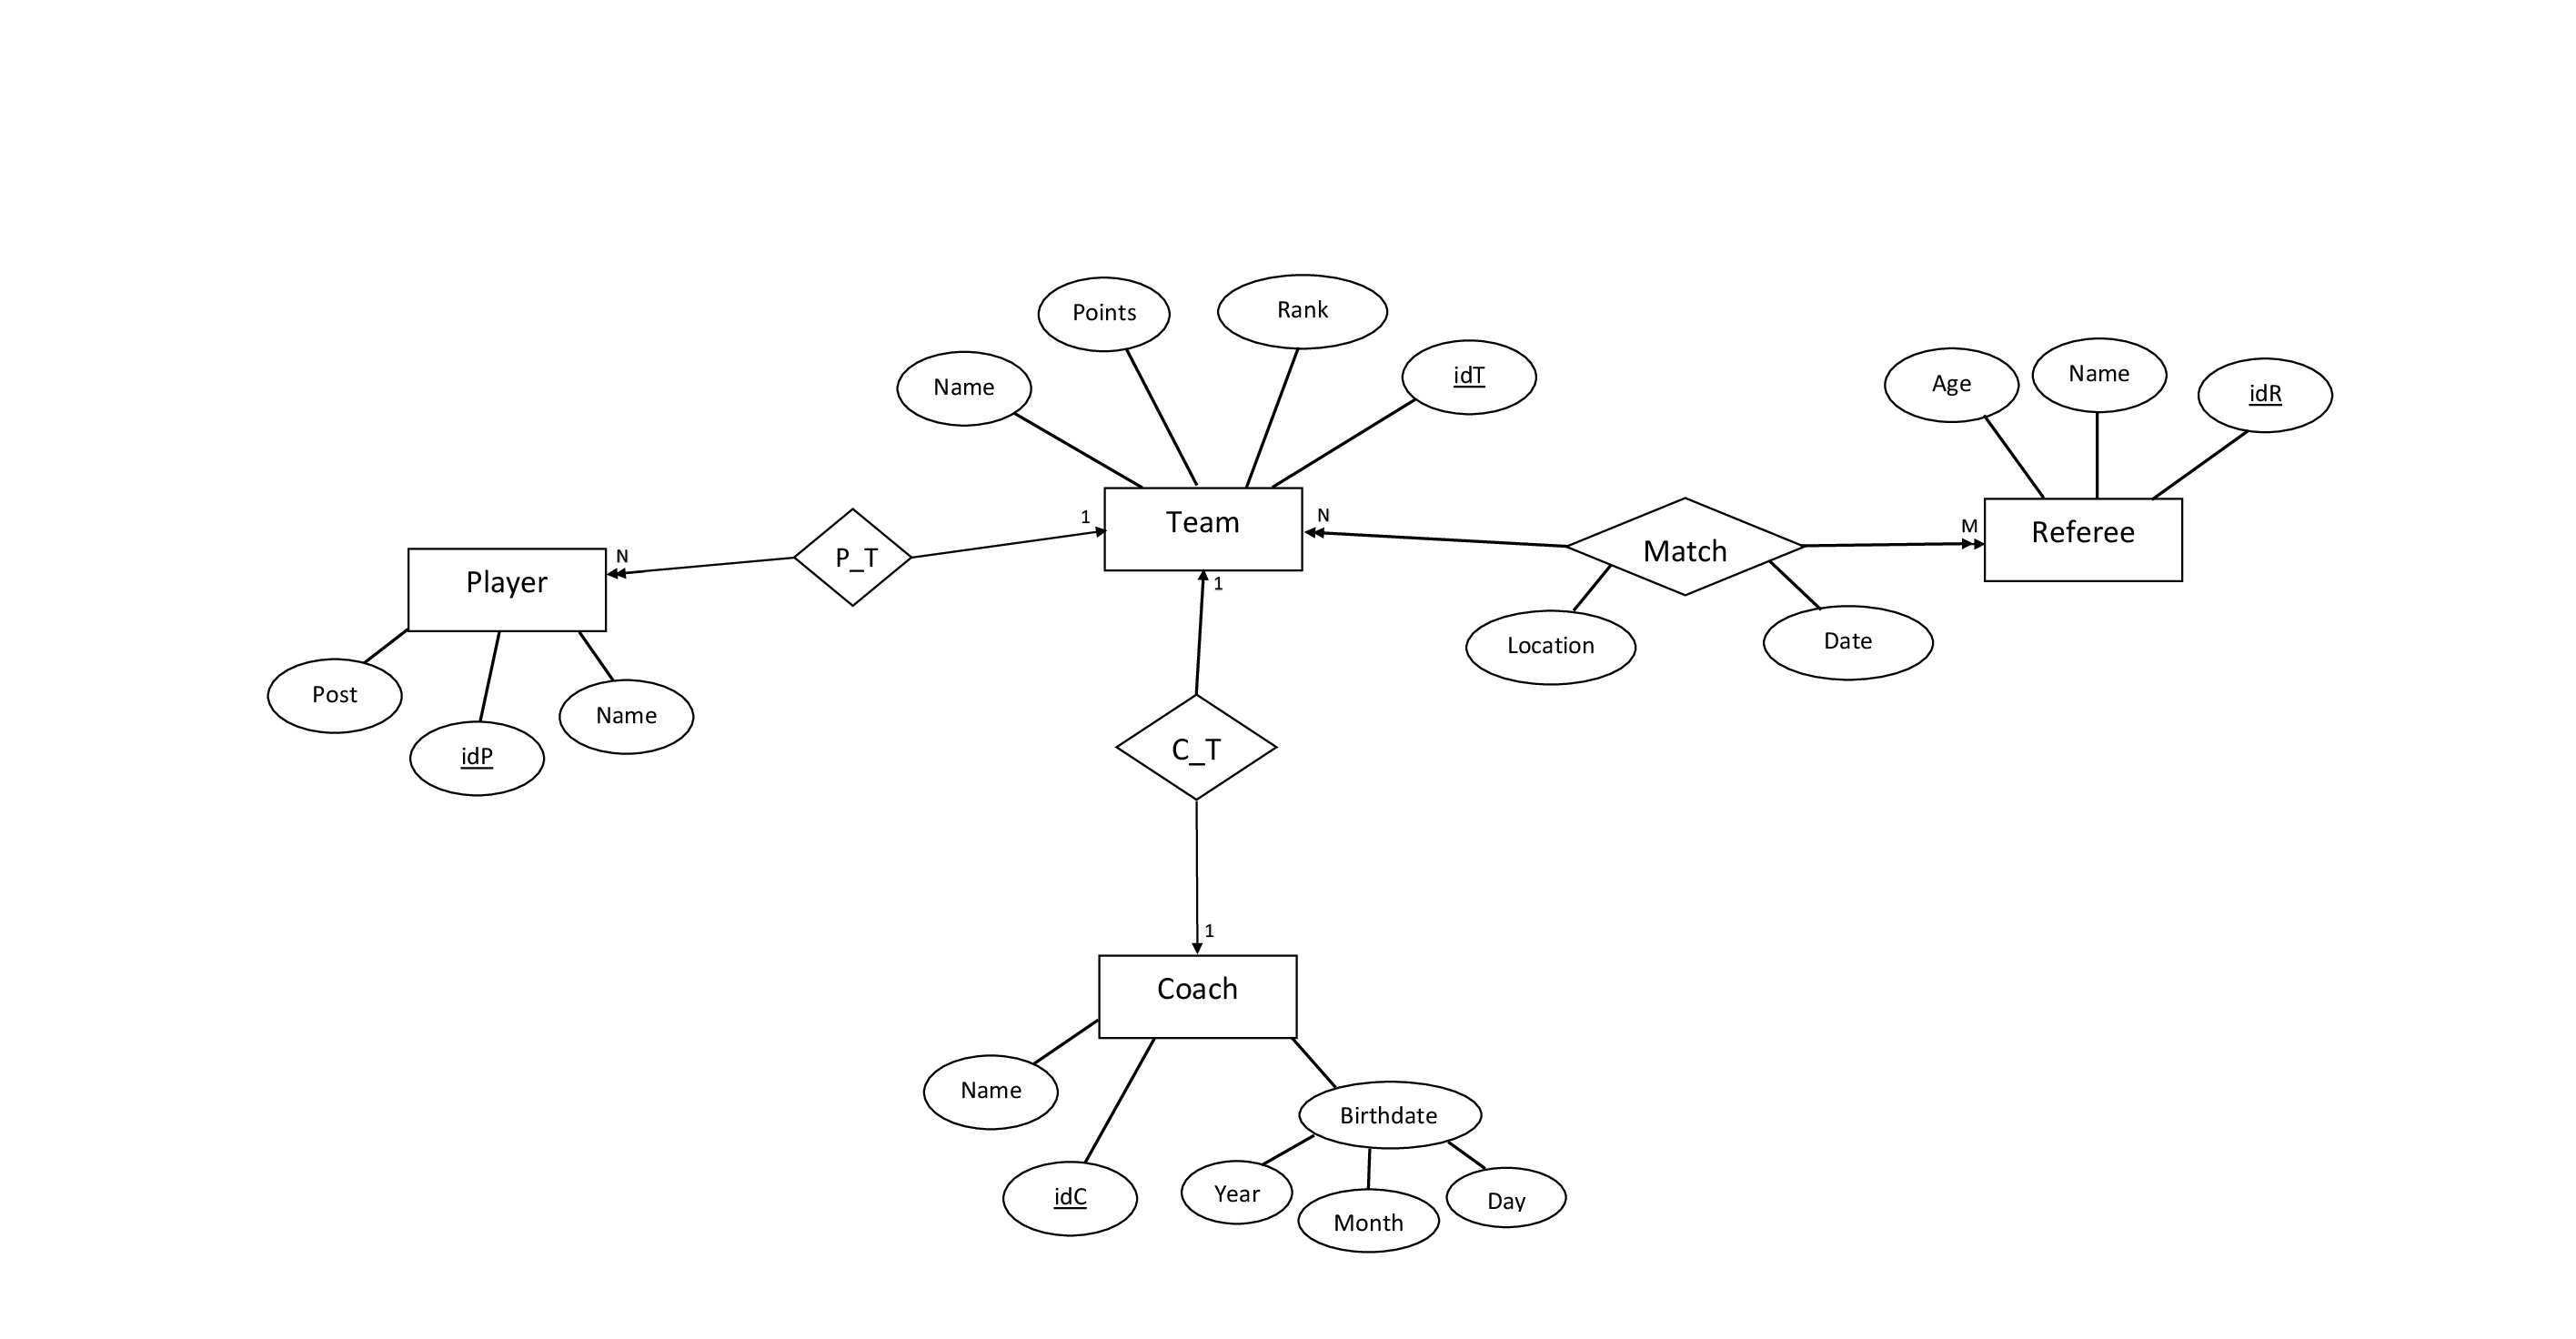 Points
Rank
Name
idT
Age
Name
idR
Team
1
N
M
Referee
P_T
Match
Player
N
1
Location
Date
Post
idP
Name
C_T
1
Coach
Name
Birthdate
idC
Year
Month
Day